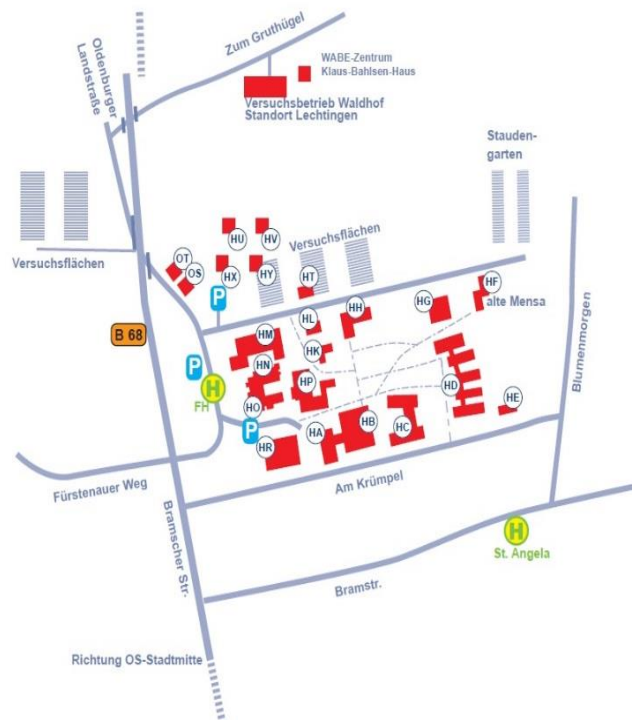 Oldenburger
Landstraße
Zum Gruthügel
WABE-Zentrum
Klaus-Bahlsen-Haus
Versuchsbetrieb Waldhof
Standort Lechtingen
Stauden-
garten
Versuchsflächen
OT
OS
HU
HV
HX
HY
Versuchsflächen
HT
HF
alte Mensa
HG
HH
HL
HM
HK
HN
HP
HO
HD
HE
HA
HB
HC
HR
P
P
P
B 68
H
FH
Blumenmorgen
Fürstenauer Weg
Am Krümpel
Bramscher Str.
H
St. Angela
Bramstr.
Richtung OS-Stadtmitte